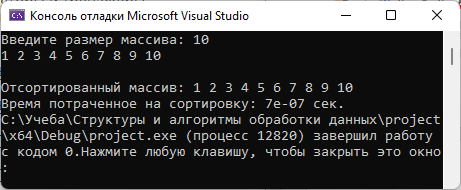 Консоль отладки Microsoft Visual Studio
Введите размер массива: 10
1 2 3 4 5 6 7 8 9 10
Отсортированный массив: 1 2 3 4 5 6 7 8 9 10
Время потраченное на сортировку: 7e-07 сек.
C:\Учеба\Структуры и алгоритмы обработки данных\project
\x64\Debug\project.exe (процесс 12820) завершил работу
с кодом 0.Нажмите любую клавишу, чтобы закрыть это окно
: